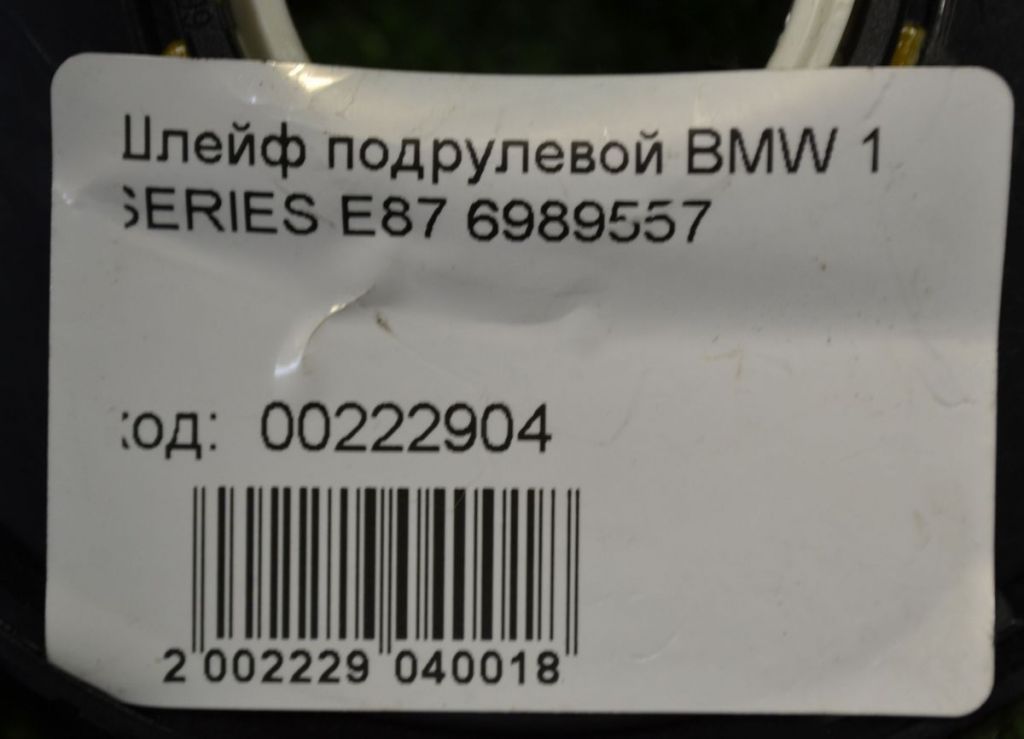 Шлейф подрулевой BMW 1
SERIES E87 6989557
код: 00222904
2 002229 040018